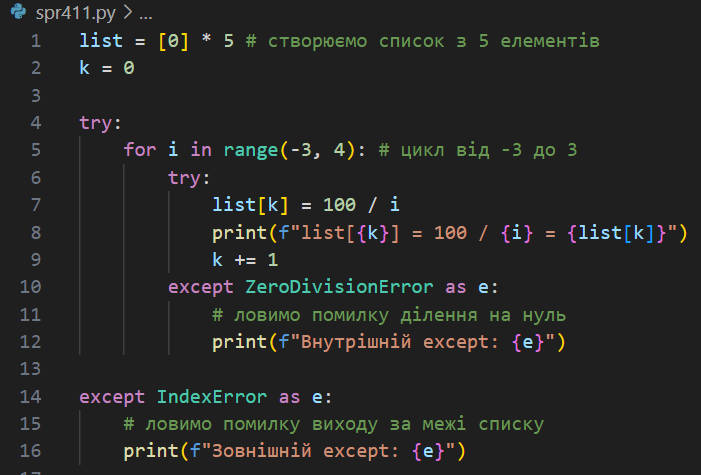 spr411.py > ...
1 list = [0] * 5 # створюємо список з 5 елементів
2 k = 0
3
4 try:
5     for i in range(-3, 4): # цикл від -3 до 3
6         try:
7             list[k] = 100 / i
8             print(f"list[{k}] = 100 / {i} = {list[k]}")
9             k += 1
10         except ZeroDivisionError as e:
11             # ловимо помилку ділення на нуль
12             print(f"Внутрішній except: {e}")
13
14 except IndexError as e:
15     # ловимо помилку виходу за межі списку
16     print(f"Зовнішній except: {e}")